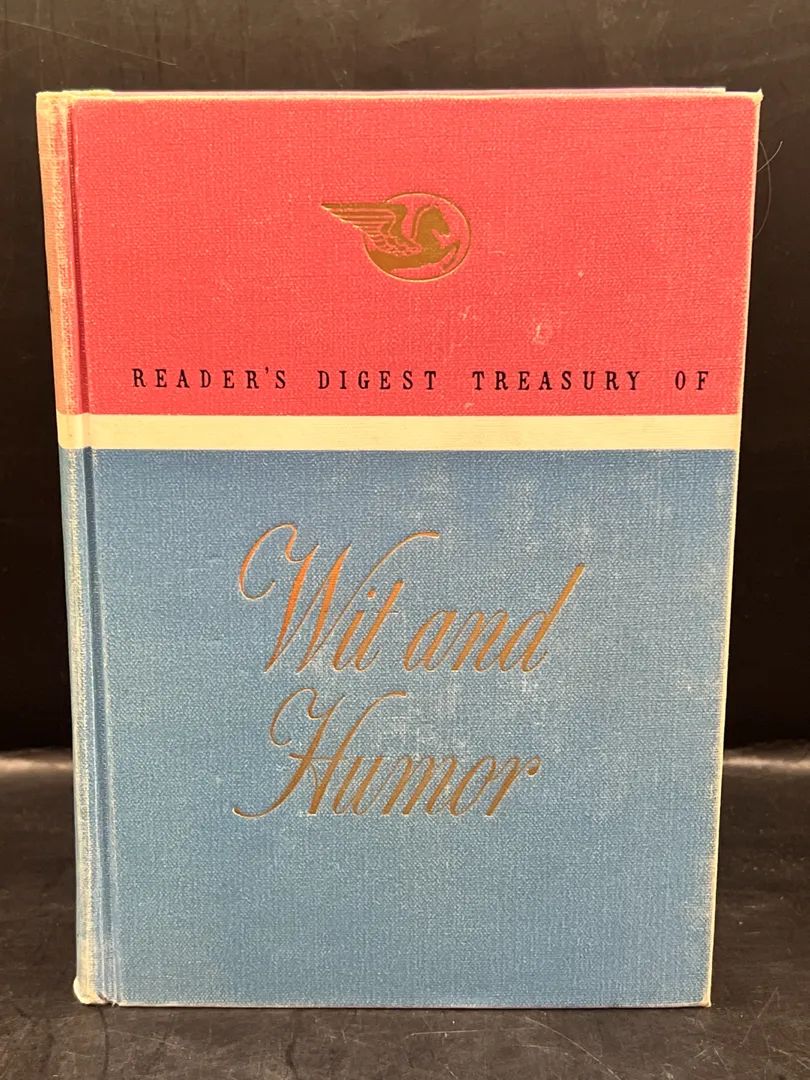 READER'S DIGEST TREASURY OF
Wit and
Humor